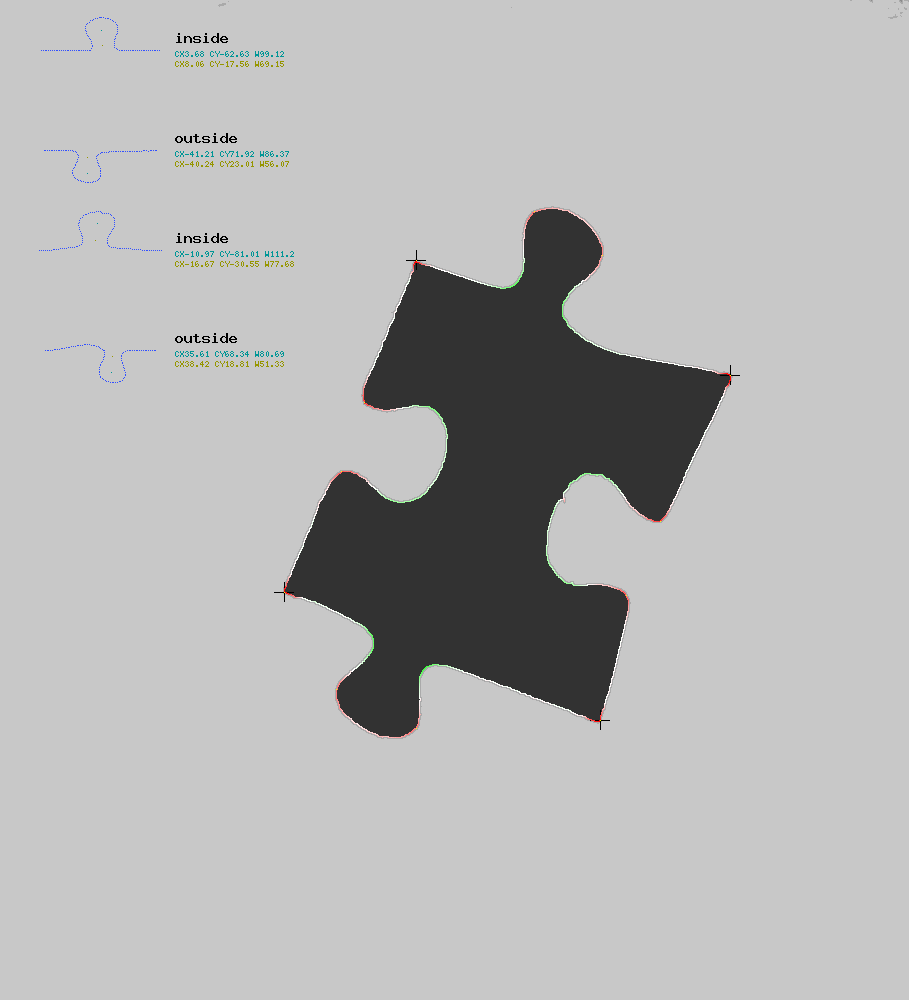 inside
CX3.68 CY-62.63 W99.12
CX8.06 CY-17.56 W69.15
outside
CX-41.21 CY71.92 W86.37
CX-40.24 CY23.01 W56.07
inside
CX-10.97 CY-81.01 W111.2
CX-16.67 CY-30.55 W77.68
outside
CX35.61 CY68.34 W80.69
CX38.42 CY18.81 W51.33